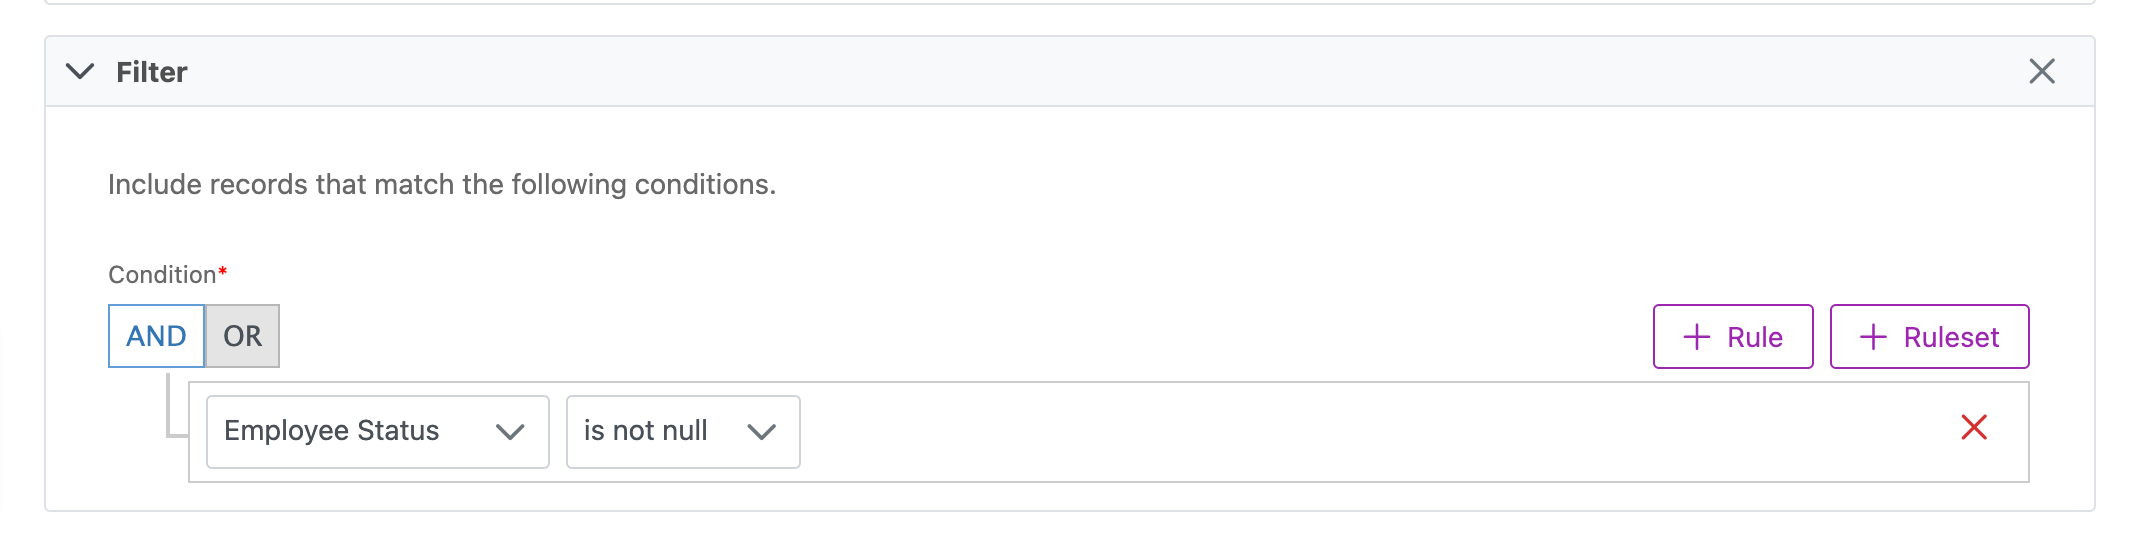 Filter
Include records that match the following conditions.
Condition*
AND OR + Rule + Ruleset
Employee Status is not null